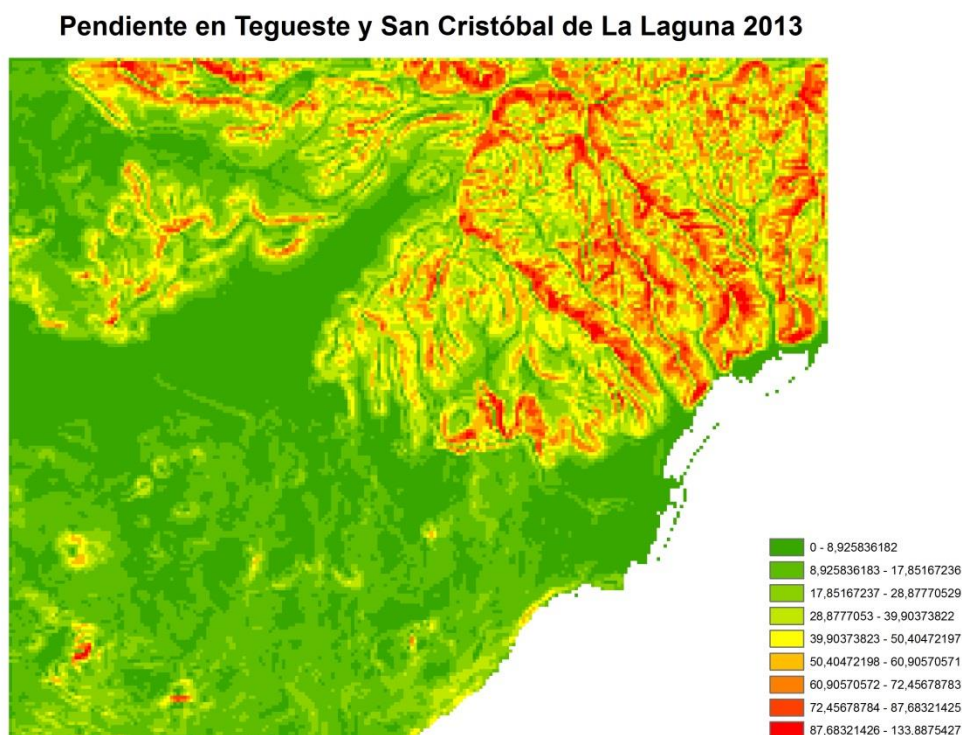 Pendiente en Tegueste y San Cristóbal de La Laguna 2013
0 - 8,925836182
8,925836183 - 17,85167236
17,85167237 - 28,87770529
28,8777053 - 39,90373822
39,90373823 - 50,40472197
50,40472198 - 60,90570571
60,90570572 - 72,45678783
72,45678784 - 87,68321425
87,68321426 - 133,8875427